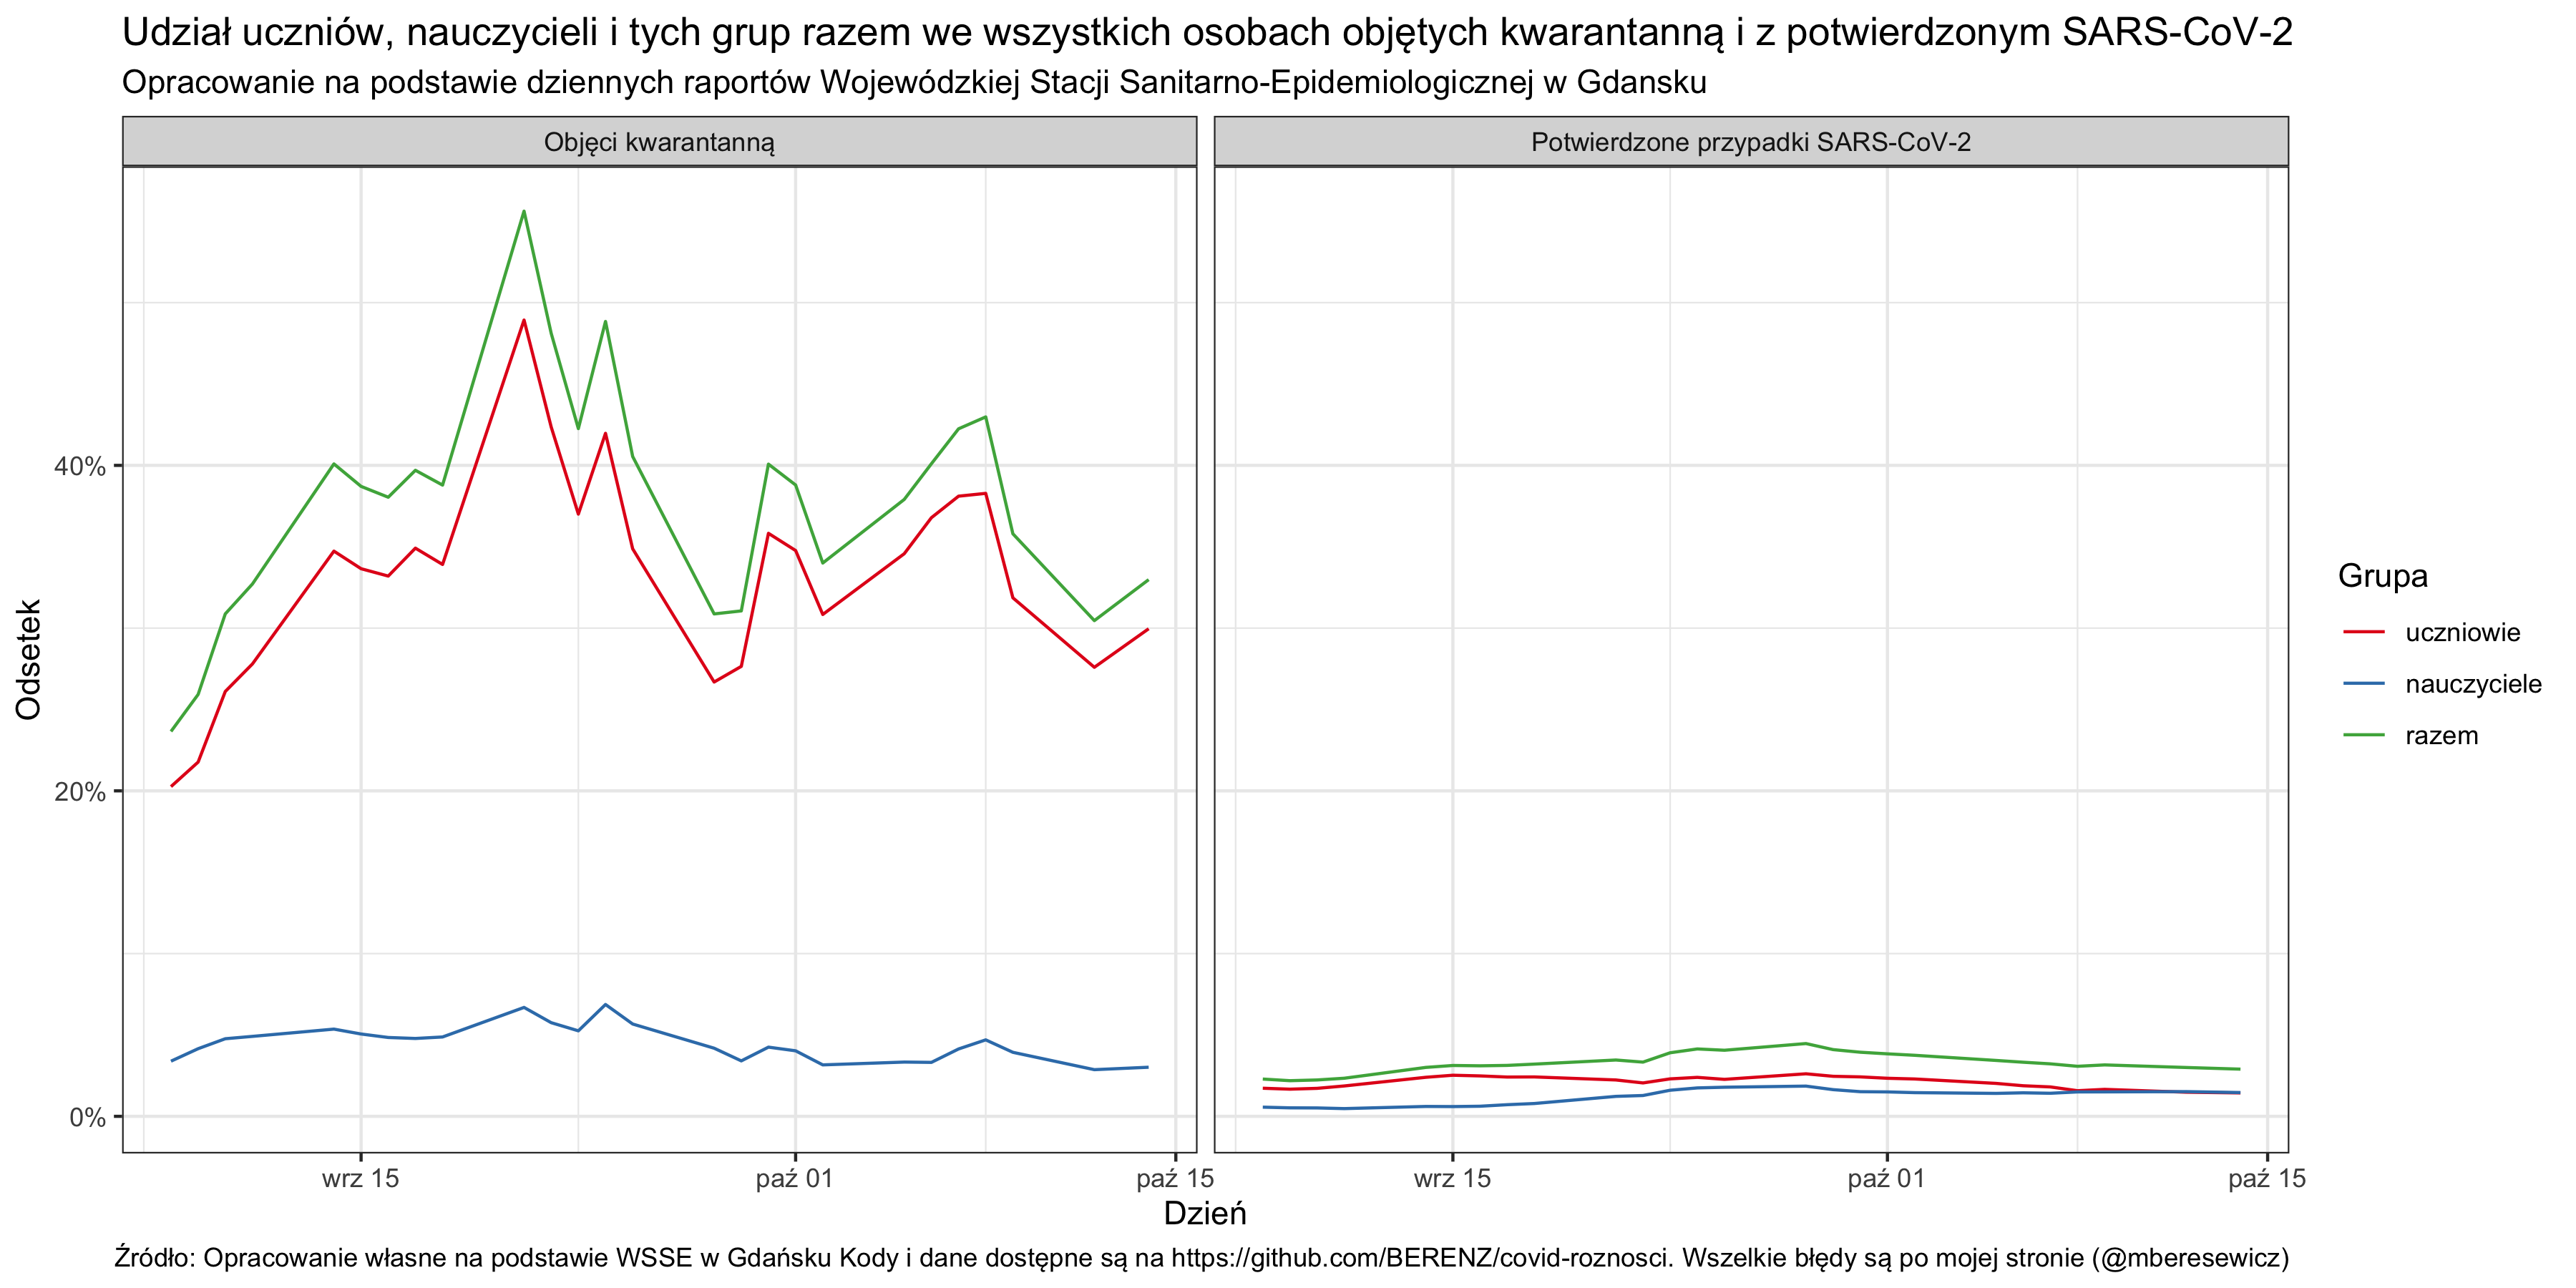 Udział uczniów, nauczycieli i tych grup razem we wszystkich osobach objętych kwarantanną i z potwierdzonym SARS-CoV-2
Opracowanie na podstawie dziennych raportów Wojewódzkiej Stacji Sanitarno-Epidemiologicznej w Gdansku
Objęci kwarantanną
Potwierdzone przypadki SARS-CoV-2
Odsetek
40%
20%
0%
wrz 15
paź 01
paź 15
wrz 15
paź 01
paź 15
Dzień
Grupa
uczniowie
nauczyciele
razem
Źródło: Opracowanie własne na podstawie WSSE w Gdańsku Kody i dane dostępne są na https://github.com/BERENZ/covid-roznosci. Wszelkie błędy są po mojej stronie (@mberesewicz)